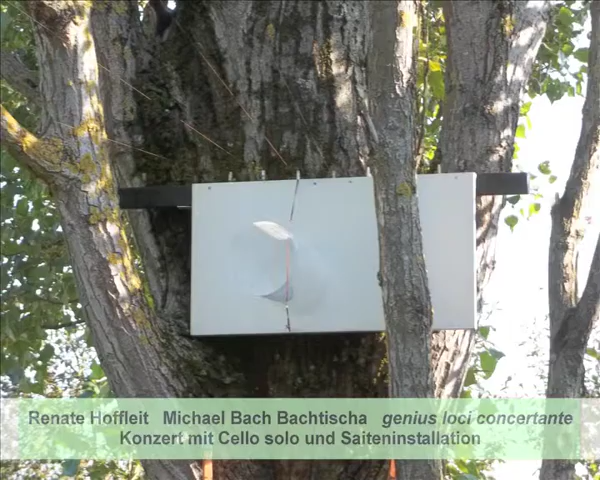 Renate Hoffleit   Michael Bach Bachtischa   genius loci concertante
Konzert mit Cello solo und Saiteninstallation